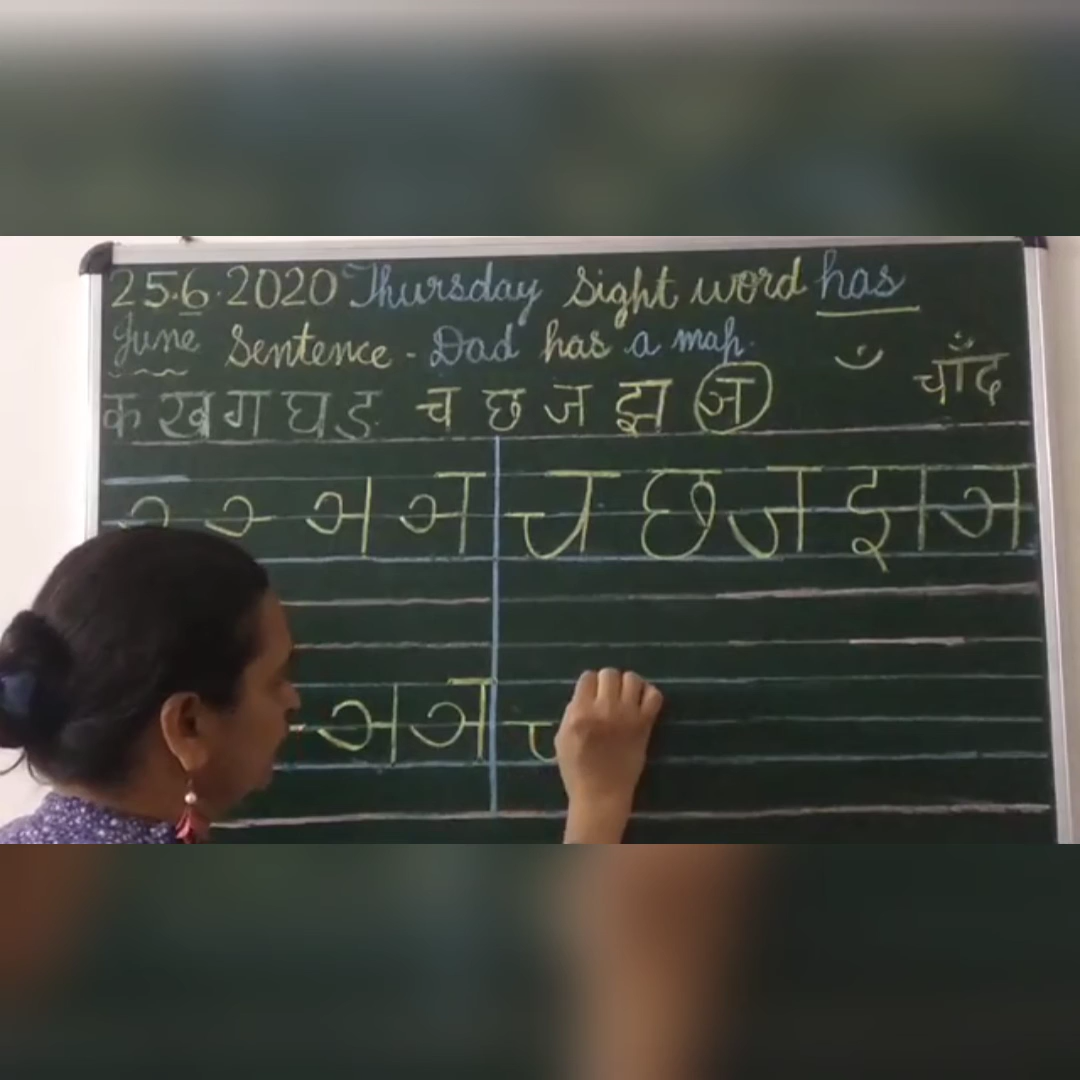 25.6.2020 Thursday Sight word has
June Sentence - Dad has a map.
ँ चाँद
क ख ग घ ङ च छ ज झ ञ
ञ ञ च छ ज झ ञ
ञ ञ